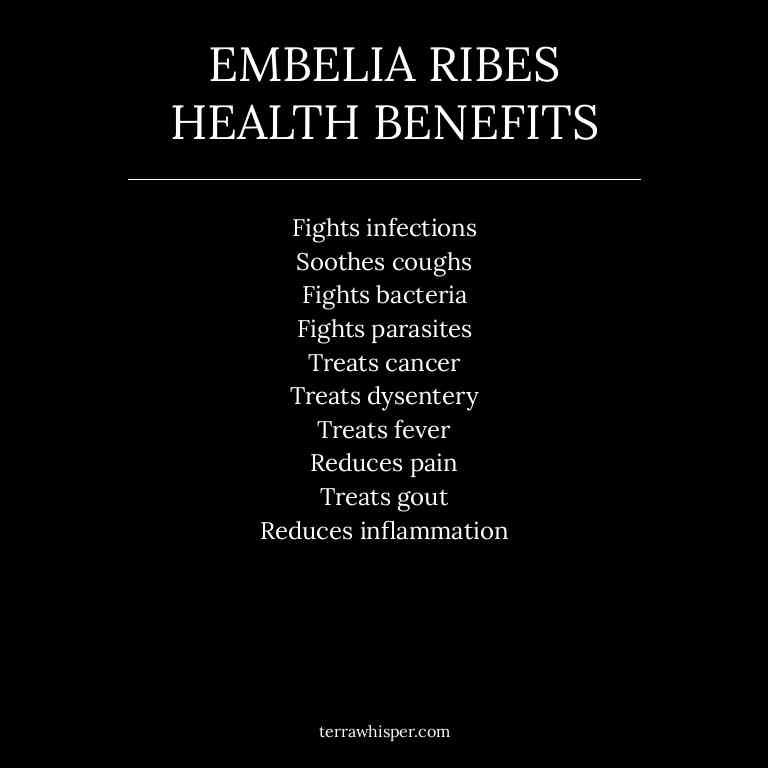 EMBELIA RIBES
HEALTH BENEFITS
Fights infections
Soothes coughs
Fights bacteria
Fights parasites
Treats cancer
Treats dysentery
Treats fever
Reduces pain
Treats gout
Reduces inflammation
terrawhisper.com